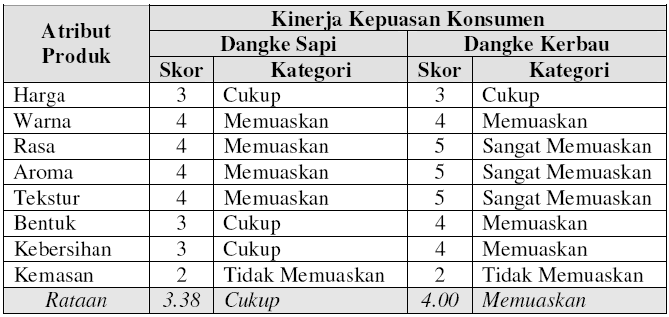 Atribut Produk Kinerja Kepuasan Konsumen
Dangke Sapi Dangke Kerbau
Skor Kategori Skor Kategori
Harga 3 Cukup 3 Cukup
Warna 4 Memuaskan 4 Memuaskan
Rasa 4 Memuaskan 5 Sangat Memuaskan
Aroma 4 Memuaskan 5 Sangat Memuaskan
Tekstur 4 Memuaskan 5 Sangat Memuaskan
Bentuk 3 Cukup 4 Memuaskan
Kebersihan 3 Cukup 4 Memuaskan
Kemasan 2 Tidak Memuaskan 2 Tidak Memuaskan
Rataan 3.38 Cukup 4.00 Memuaskan